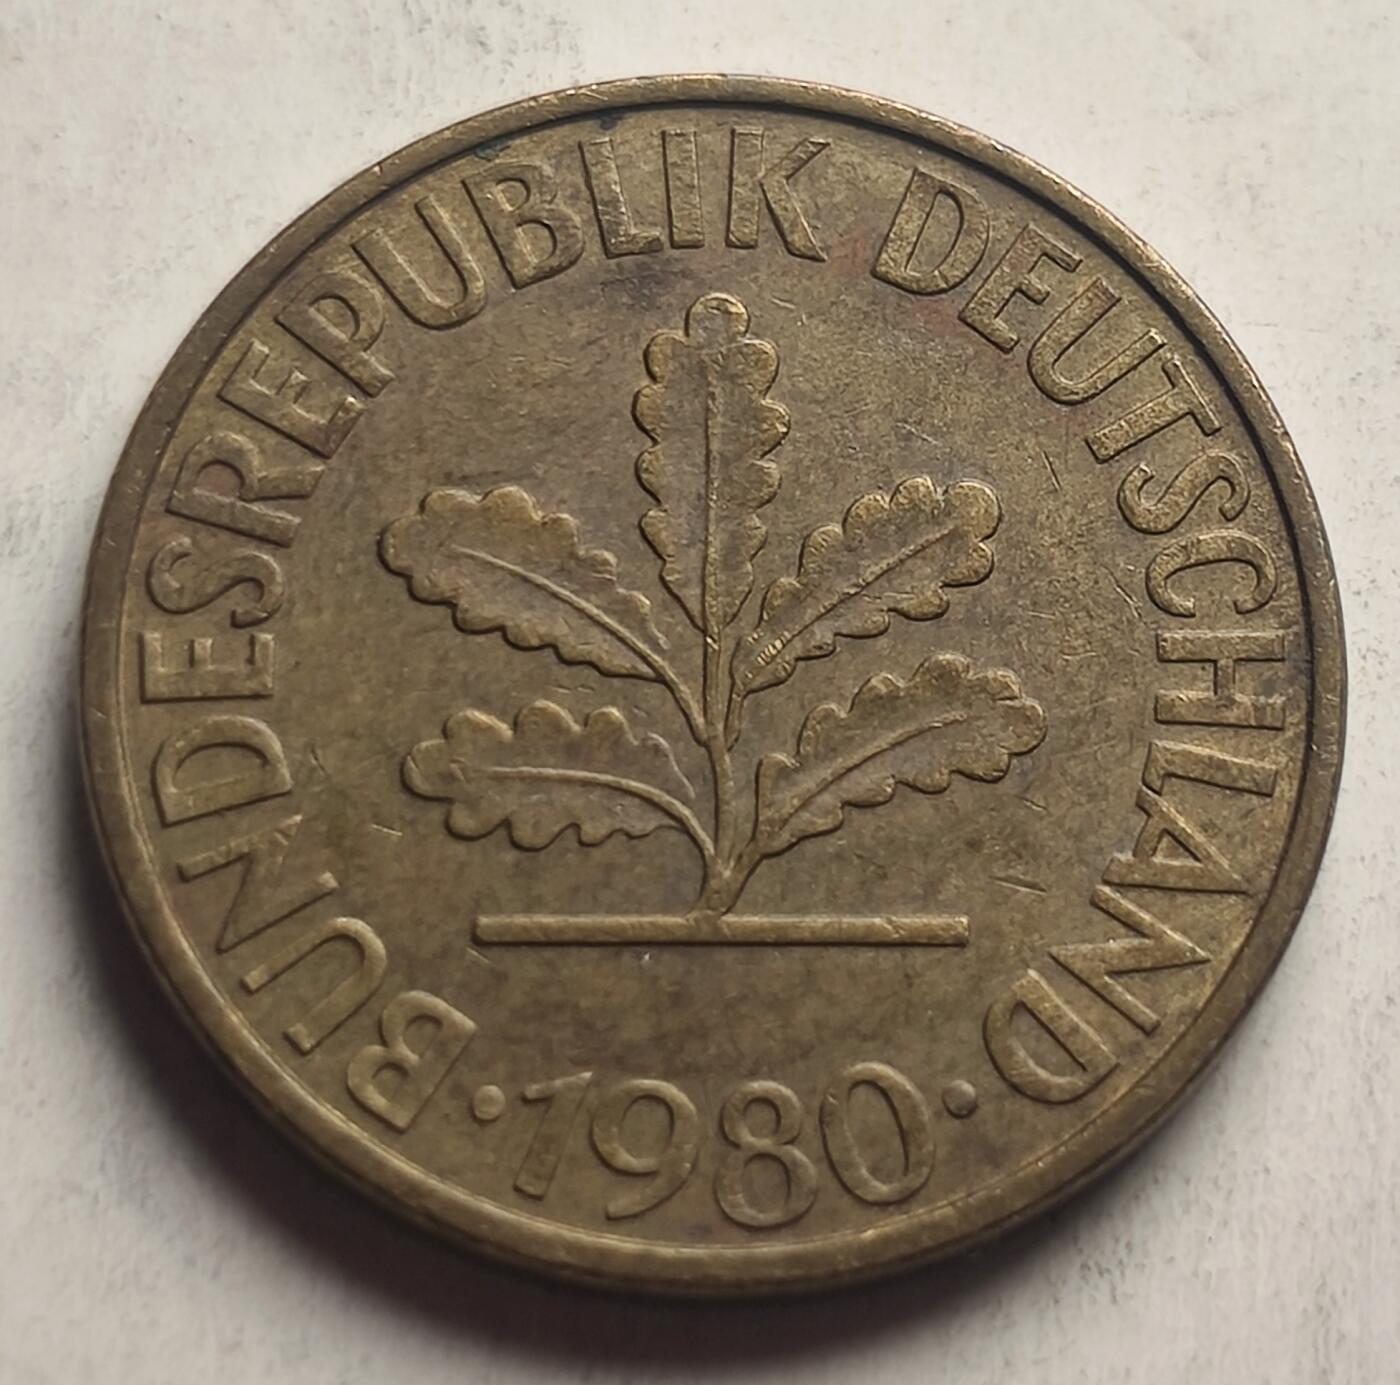 BUNDESREPUBLIK DEUTSCHLAND
· 1980 ·